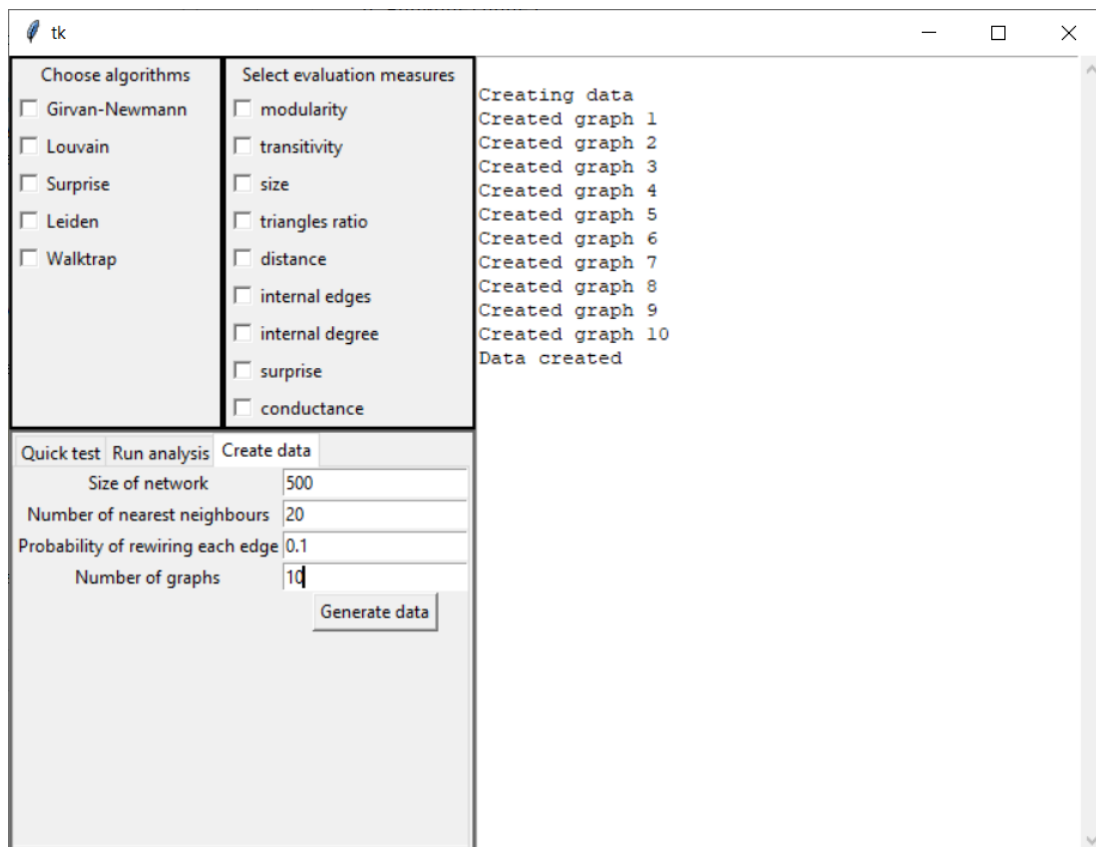 tk
Choose algorithms
Girvan-Newmann
Louvain
Surprise
Leiden
Walktrap
Select evaluation measures
modularity
transitivity
size
triangles ratio
distance
internal edges
internal degree
surprise
conductance
Quick test Run analysis Create data
Size of network 500
Number of nearest neighbours 20
Probability of rewiring each edge 0.1
Number of graphs 10
Generate data
Creating data
Created graph 1
Created graph 2
Created graph 3
Created graph 4
Created graph 5
Created graph 6
Created graph 7
Created graph 8
Created graph 9
Created graph 10
Data created